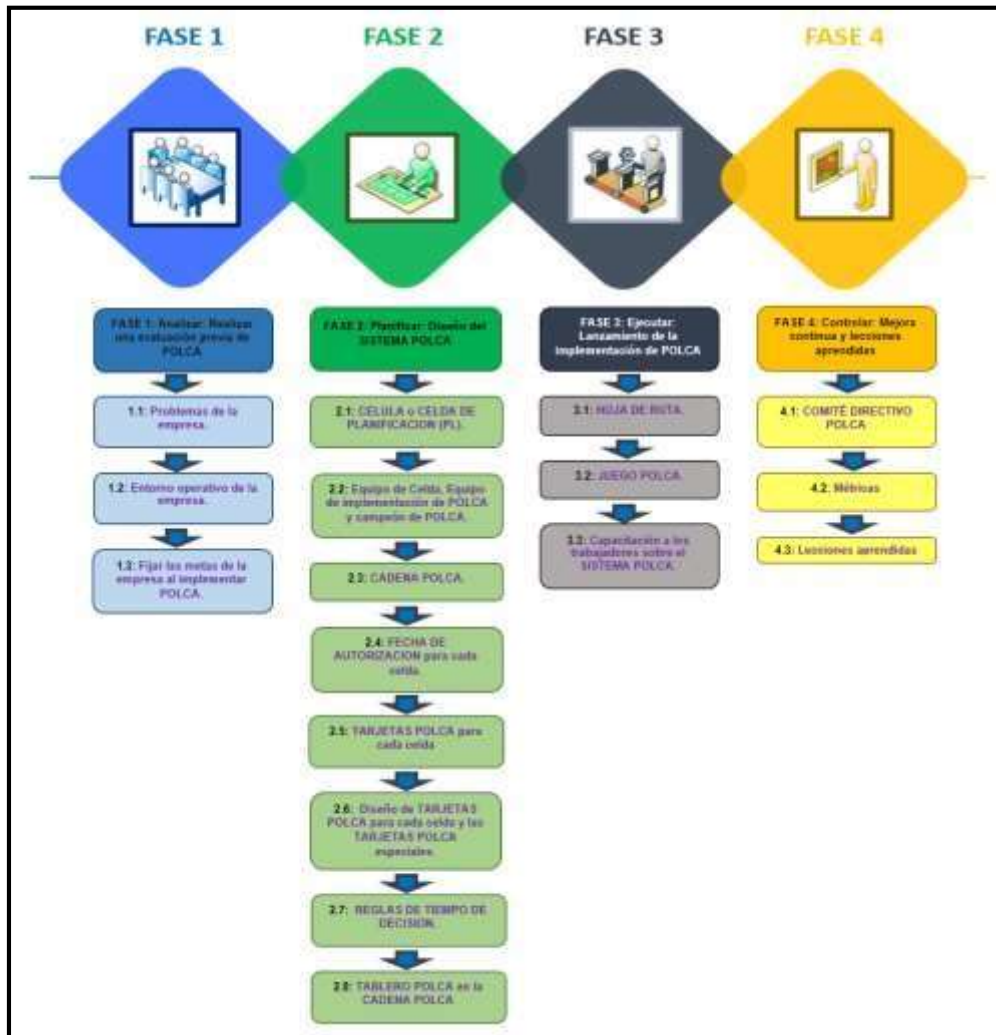 FASE 1
FASE 2
FASE 3
FASE 4
FASE 1: Analizar: Realizar
una evaluación previa de
POLCA
1.1: Problemas de la
empresa.
1.2: Entorno operativo de la
empresa.
1.3: Fijar las metas de la
empresa al implementar
POLCA.
FASE 2: Planificar: Diseño del
SISTEMA POLCA
2.1: CELULA o CELDA DE
PLANIFICACION (PL).
2.2: Equipo de Celda, Equipo
de implementación de POLCA
y campeón de POLCA.
2.3: CADENA POLCA.
2.4: FECHA DE
AUTORIZACION para cada
celda.
2.5: TARJETAS POLCA para
cada celda
2.6: Diseño de TARJETAS
POLCA para cada celda y las
TARJETAS POLCA
especiales.
2.7: REGLAS DE TIEMPO DE
DECISIÓN.
2.8: TABLERO POLCA en la
CADENA POLCA
FASE 3: Ejecutar:
Lanzamiento de la
implementación de POLCA
3.1: HOJA DE RUTA.
3.2: JUEGO POLCA.
3.3: Capacitación a los
trabajadores sobre el
SISTEMA POLCA.
FASE 4: Controlar: Mejora
continua y lecciones
aprendidas
4.1: COMITÉ DIRECTIVO
POLCA
4.2: Métricas
4.3: Lecciones aprendidas